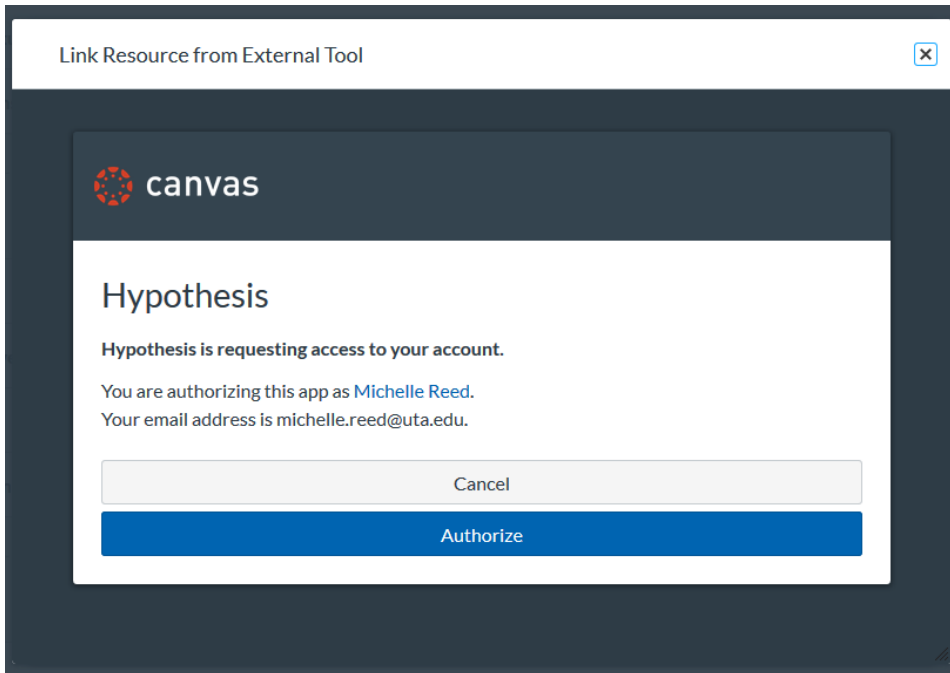 Link Resource from External Tool
canvas
Hypothesis
Hypothesis is requesting access to your account.
You are authorizing this app as Michelle Reed.
Your email address is michelle.reed@uta.edu.
Cancel
Authorize